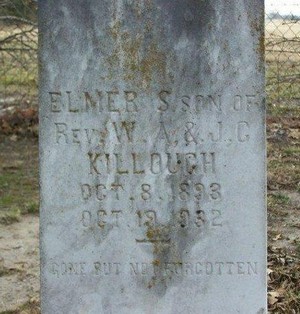 ELMER S. SON OF
REV. W. A. & J. C.
KILLOUGH
OCT. 8. 1893
OCT. 19. 1932
GONE BUT NOT FORGOTTEN